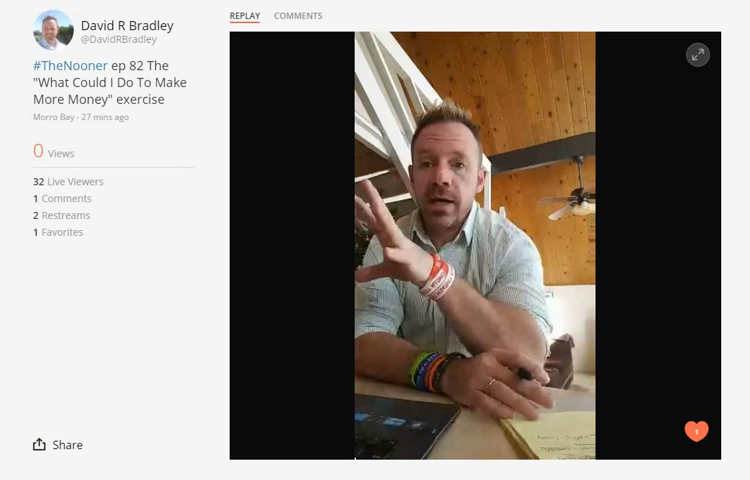 David R Bradley
@DavidRBradley
#TheNooner ep 82 The
"What Could I Do To Make
More Money" exercise
Morro Bay - 27 mins ago
0 Views
32 Live Viewers
1 Comments
2 Restreams
1 Favorites
Share
REPLAY COMMENTS
1